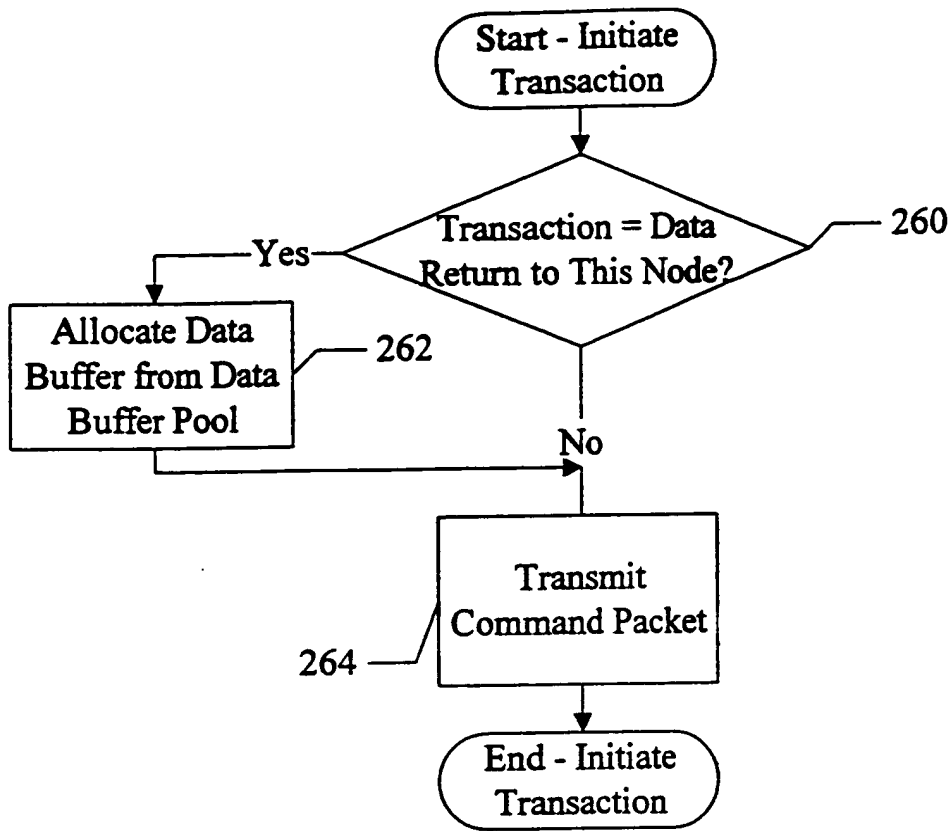 Start - Initiate
Transaction
Transaction = Data
Return to This Node?
260
Yes
Allocate Data
Buffer from Data
Buffer Pool
262
No
Transmit
Command Packet
264
End - Initiate
Transaction